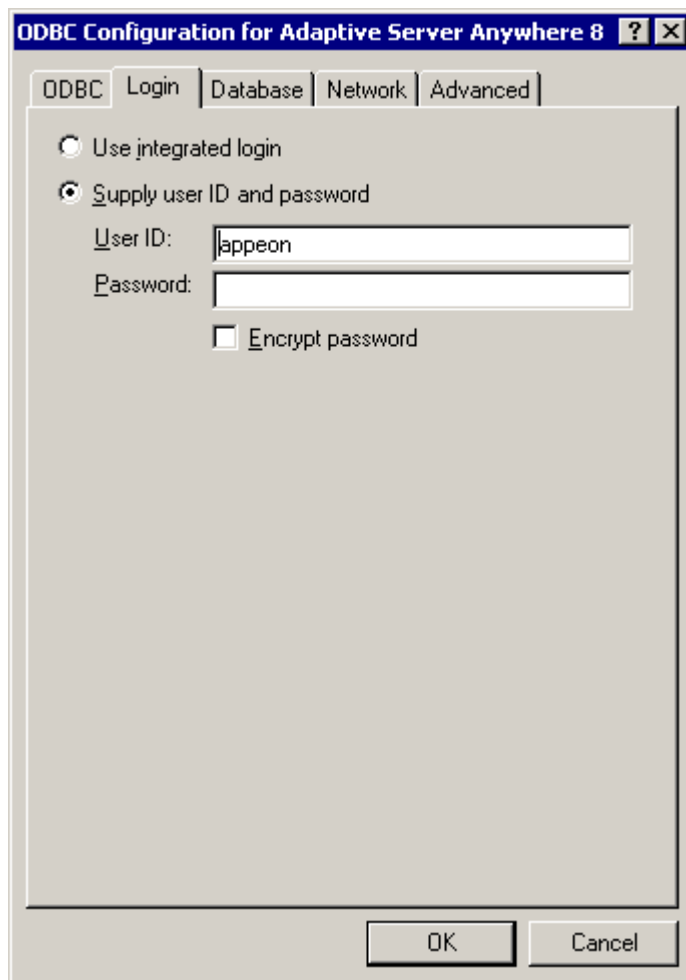 ODBC Configuration for Adaptive Server Anywhere 8 ?
ODBC Login Database Network Advanced
Use integrated login
Supply user ID and password
User ID: appeon
Password:
Encrypt password
OK Cancel